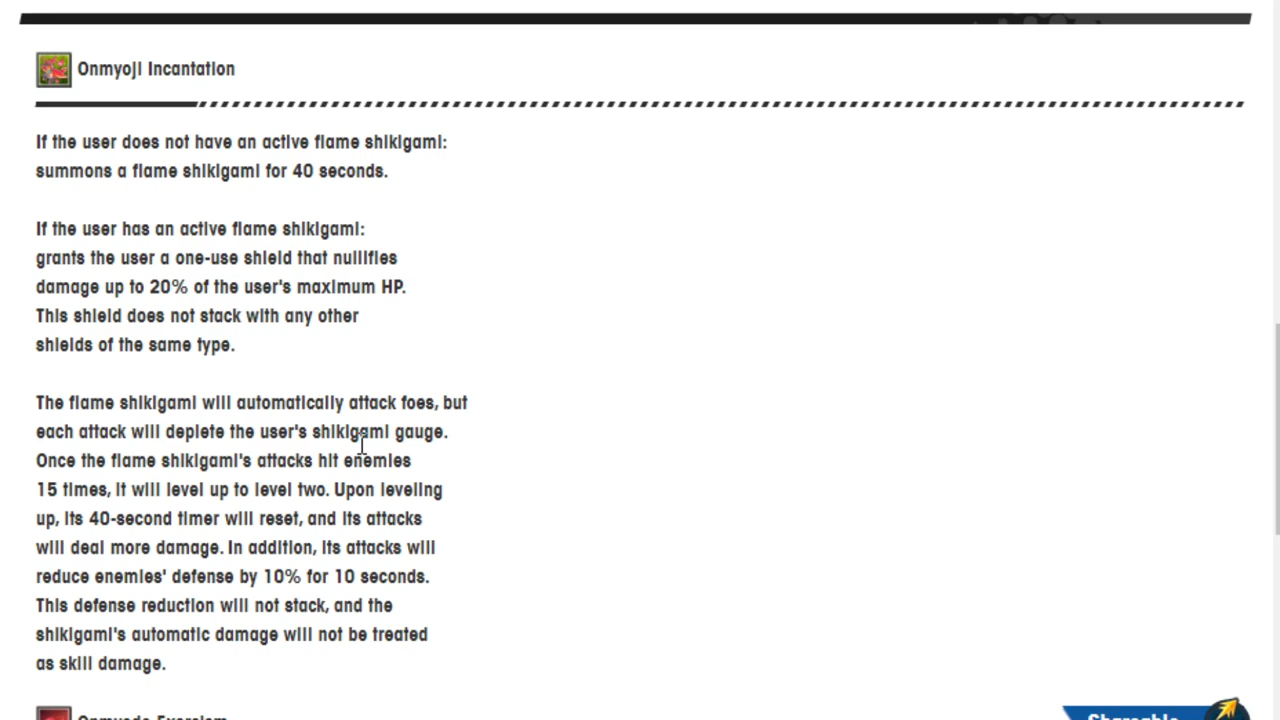 Onmyoji Incantation
If the user does not have an active flame shikigami:
summons a flame shikigami for 40 seconds.
If the user has an active flame shikigami:
grants the user a one-use shield that nullifies
damage up to 20% of the user's maximum HP.
This shield does not stack with any other
shields of the same type.
The flame shikigami will automatically attack foes, but
each attack will deplete the user's shikigami gauge.
Once the flame shikigami's attacks hit enemies
15 times, it will level up to level two. Upon leveling
up, its 40-second timer will reset, and its attacks
will deal more damage. In addition, its attacks will
reduce enemies' defense by 10% for 10 seconds.
This defense reduction will not stack, and the
shikigami's automatic damage will not be treated
as skill damage.
Onmyodo Exorcism
Shareable